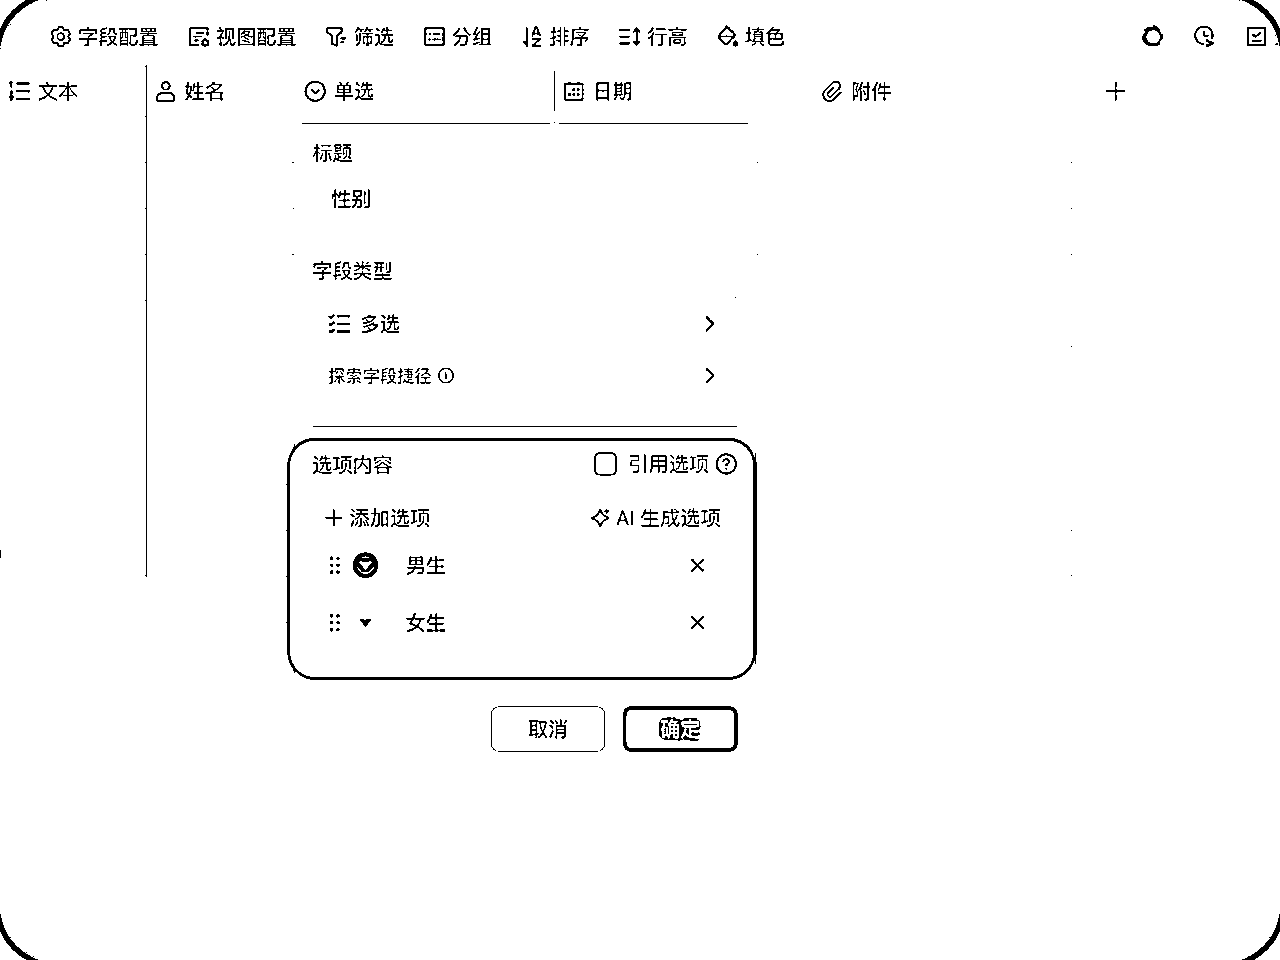 字段配置 视图配置 筛选 分组 排序 行高 填色
文本 姓名 单选 日期 附件
标题
性别
字段类型
多选
探索字段捷径
选项内容 引用选项
添加选项 AI 生成选项
男生
女生
取消 确定